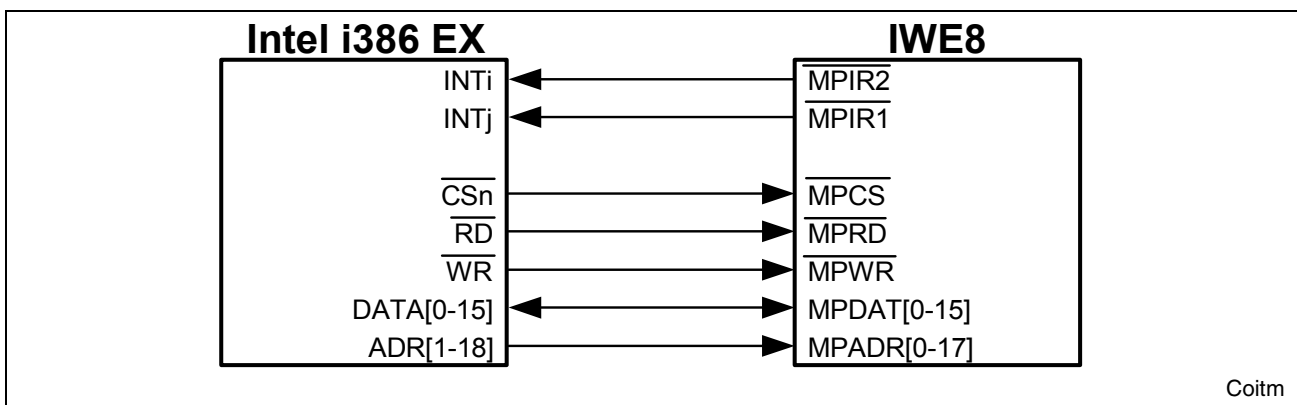 Intel i386 EX IWE8
INTi MPIR2
INTj MPIR1
CSn MPCS
RD MPRD
WR MPWR
DATA[0-15] MPDAT[0-15]
ADR[1-18] MPADR[0-17]
Coitm